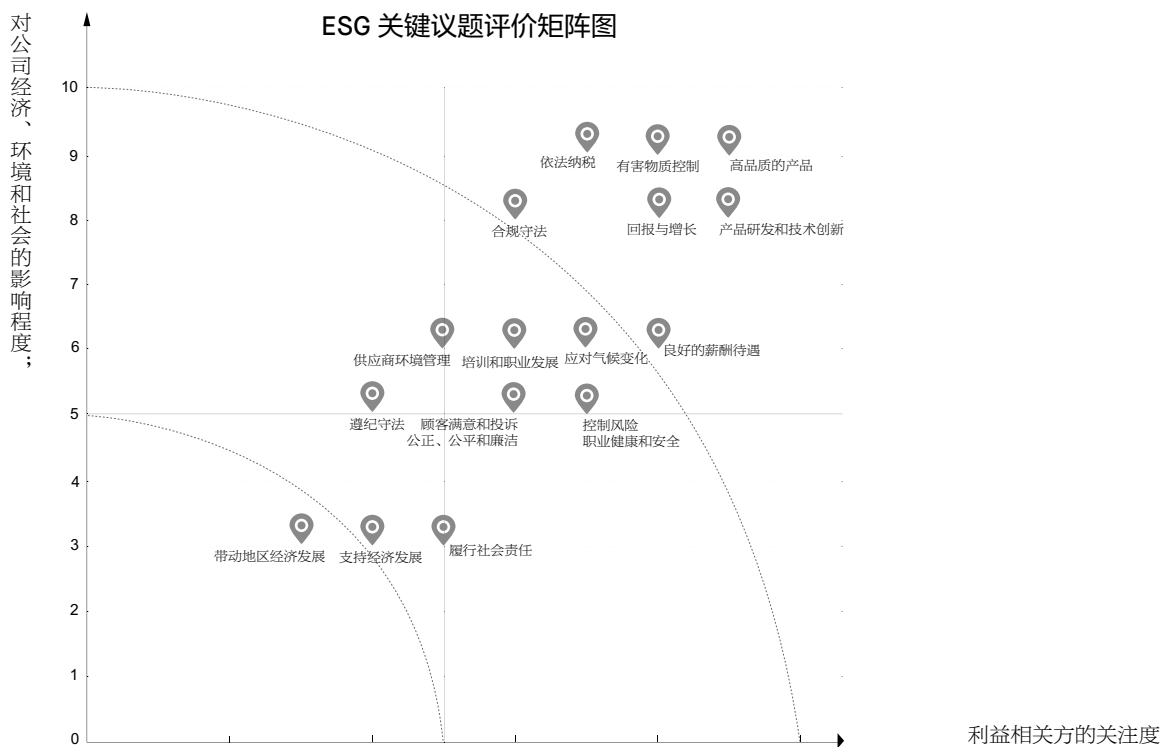 ESG 关键议题评价矩阵图
对公司经济、环境和社会的影响程度；
10
9
8
7
6
5
4
3
2
1
0
依法纳税
有害物质控制
高品质的产品
合规守法
回报与增长
产品研发和技术创新
供应商环境管理
培训和职业发展
应对气候变化
良好的薪酬待遇
遵纪守法
顾客满意和投诉
公正、公平和廉洁
控制风险
职业健康和安全
带动地区经济发展
支持经济发展
履行社会责任
利益相关方的关注度